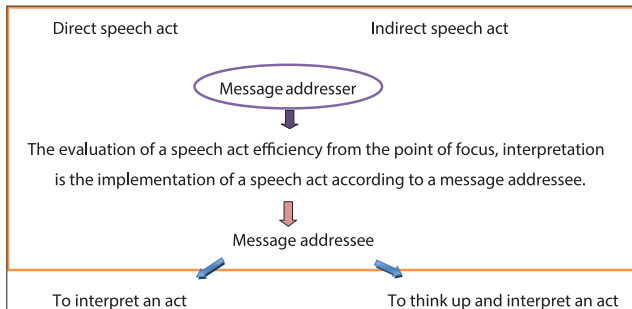 Direct speech act Indirect speech act
Message addresser
The evaluation of a speech act efficiency from the point of focus, interpretation
is the implementation of a speech act according to a message addressee.
Message addressee
To interpret an act To think up and interpret an act